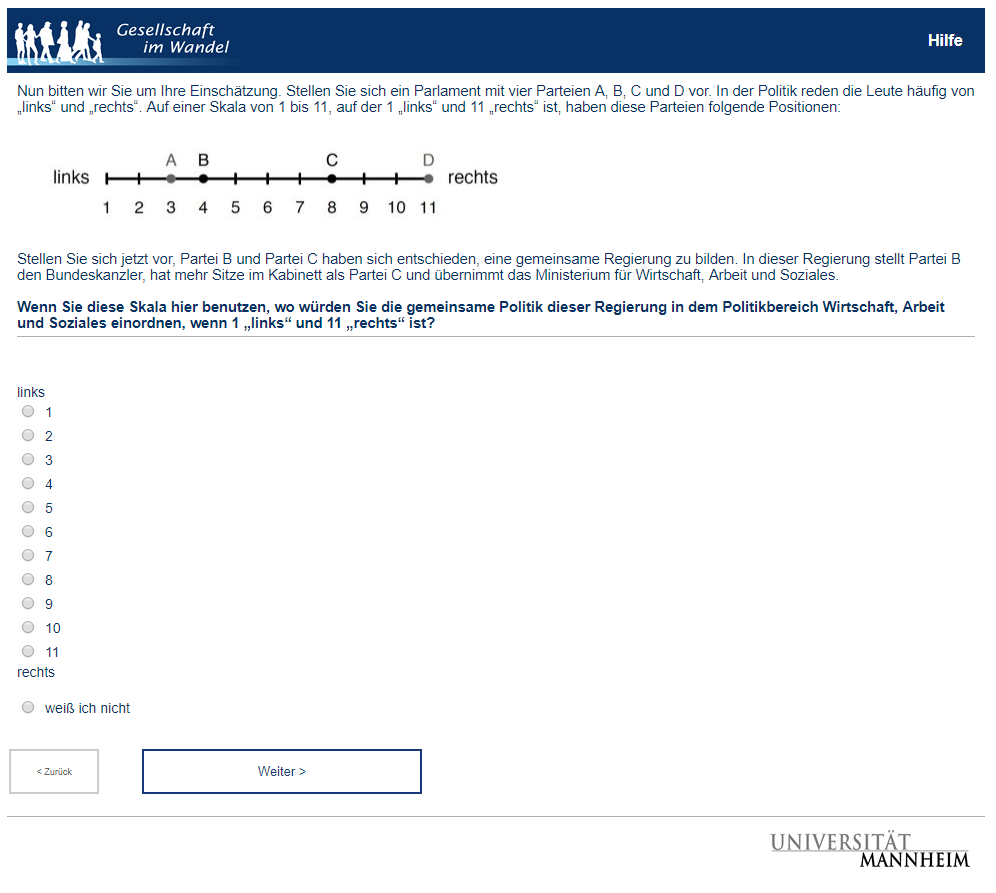 Gesellschaft
im Wandel
Hilfe
Nun bitten wir Sie um Ihre Einschätzung. Stellen Sie sich ein Parlament mit vier Parteien A, B, C und D vor. In der Politik reden die Leute häufig von
„links“ und „rechts“. Auf einer Skala von 1 bis 11, auf der 1 „links“ und 11 „rechts“ ist, haben diese Parteien folgende Positionen:
A B C D
links rechts
1 2 3 4 5 6 7 8 9 10 11
Stellen Sie sich jetzt vor, Partei B und Partei C haben sich entschieden, eine gemeinsame Regierung zu bilden. In dieser Regierung stellt Partei B
den Bundeskanzler, hat mehr Sitze im Kabinett als Partei C und übernimmt das Ministerium für Wirtschaft, Arbeit und Soziales.
Wenn Sie diese Skala hier benutzen, wo würden Sie die gemeinsame Politik dieser Regierung in dem Politikbereich Wirtschaft, Arbeit
und Soziales einordnen, wenn 1 „links“ und 11 „rechts“ ist?
links
1
2
3
4
5
6
7
8
9
10
11
rechts
weiß ich nicht
< Zurück
Weiter >
UNIVERSITÄT
MANNHEIM